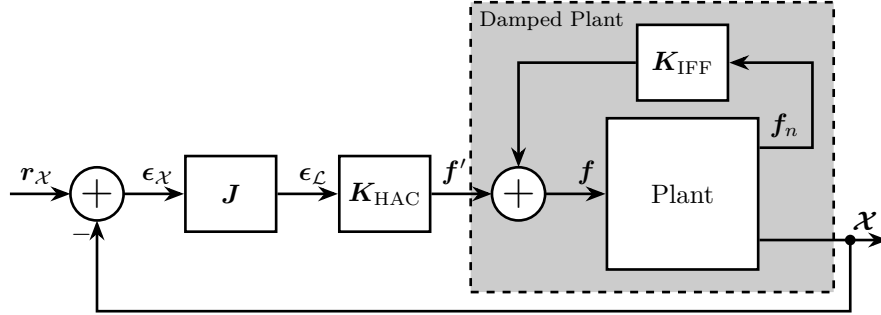 Damped Plant
K_IFF
f_n
r_𝒳
ϵ_𝒳
J
ϵ_ℒ
K_HAC
f′
f
Plant
−
𝒳